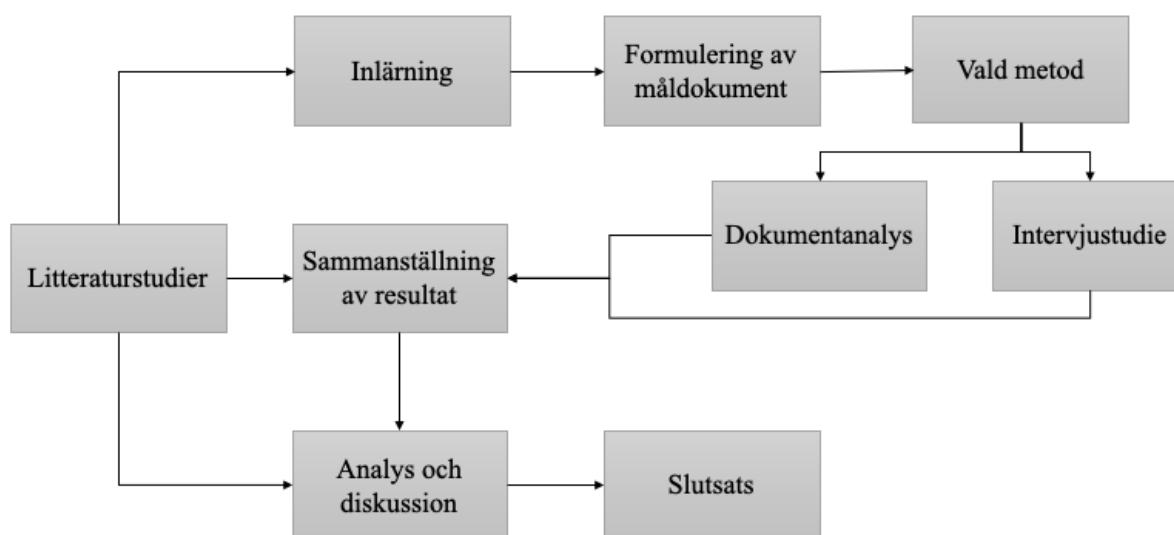 Inlärning
Formulering av
måldokument
Vald metod
Dokumentanalys
Intervjustudie
Litteraturstudier
Sammanställning
av resultat
Analys och
diskussion
Slutsats